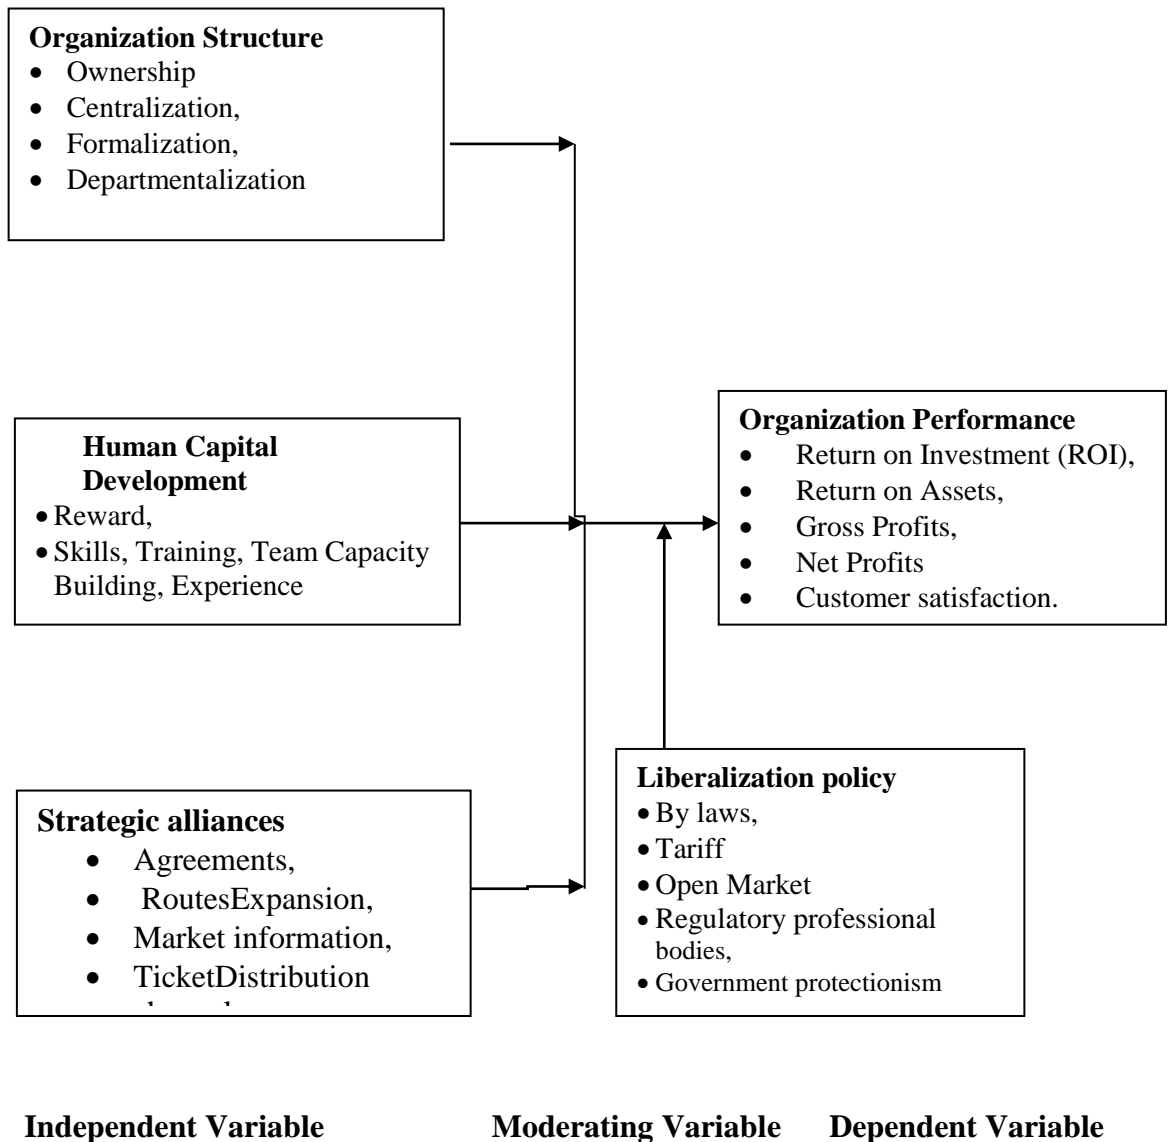 Organization Structure
• Ownership
• Centralization,
• Formalization,
• Departmentalization
Human Capital
Development
• Reward,
• Skills, Training, Team Capacity
Building, Experience
Organization Performance
• Return on Investment (ROI),
• Return on Assets,
• Gross Profits,
• Net Profits
• Customer satisfaction.
Strategic alliances
• Agreements,
• RoutesExpansion,
• Market information,
• TicketDistribution
Liberalization policy
• By laws,
• Tariff
• Open Market
• Regulatory professional
bodies,
• Government protectionism
Independent Variable
Moderating Variable
Dependent Variable